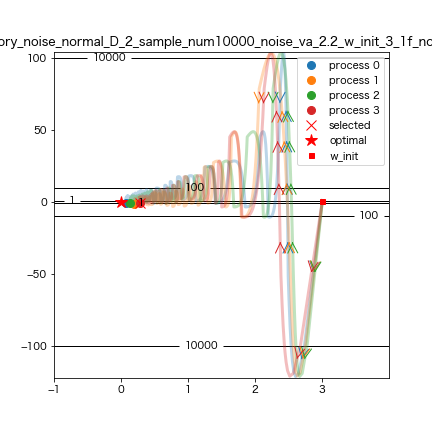 ory_noise_normal_D_2_sample_num10000_noise_va_2.2_w_init_3_1f_no
100
50
0
−50
−100
−1
0
1
2
3
10000
100
1
100
10000
process 0
process 1
process 2
process 3
selected
optimal
w_init